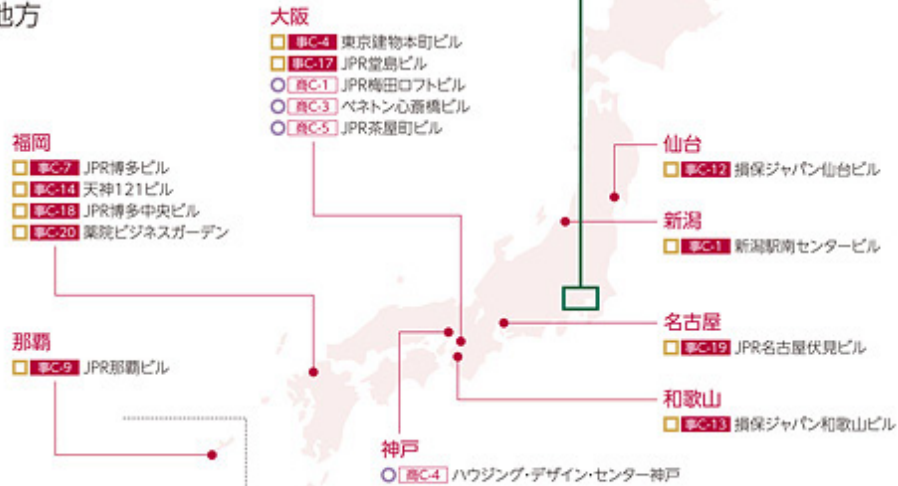 地方
大阪
事C-4 東京建物本町ビル
事C-17 JPR堂島ビル
商C-1 JPR梅田ロフトビル
商C-3 ベネトン心斎橋ビル
商C-5 JPR茶屋町ビル
福岡
事C-7 JPR博多ビル
事C-14 天神121ビル
事C-18 JPR博多中央ビル
事C-20 薬院ビジネスガーデン
那覇
事C-9 JPR那覇ビル
仙台
事C-12 損保ジャパン仙台ビル
新潟
事C-1 新潟駅南センタービル
名古屋
事C-19 JPR名古屋伏見ビル
和歌山
事C-13 損保ジャパン和歌山ビル
神戸
商C-4 ハウジング・デザイン・センター神戸